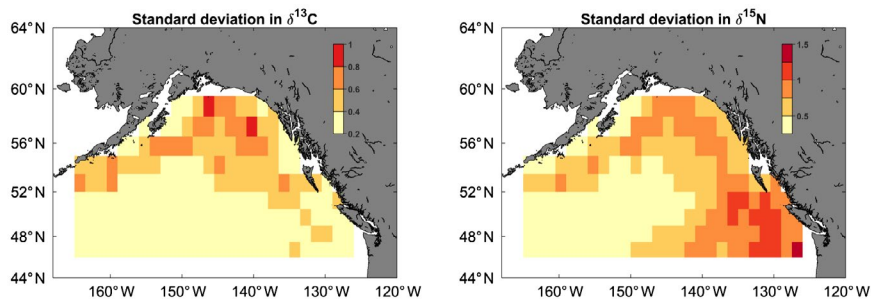 Standard deviation in δ¹³C
64°N
60°N
56°N
52°N
48°N
44°N
160°W
150°W
140°W
130°W
120°W
1
0.8
0.6
0.4
0.2
Standard deviation in δ¹⁵N
64°N
60°N
56°N
52°N
48°N
44°N
160°W
150°W
140°W
130°W
120°W
1.5
1
0.5